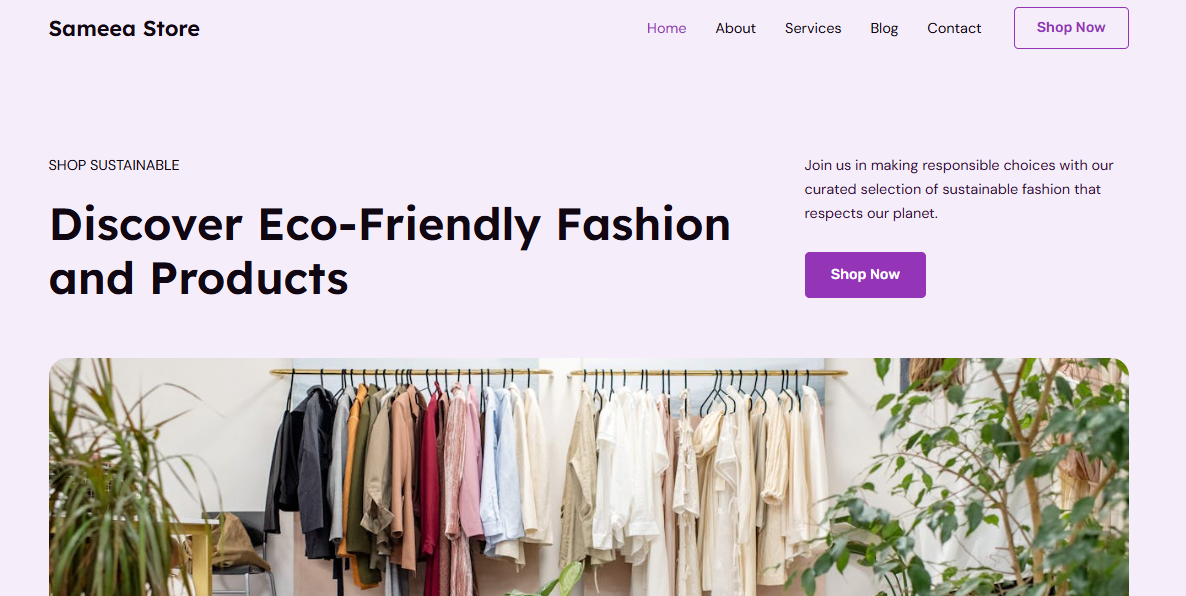 Sameea Store
Home
About
Services
Blog
Contact
Shop Now
SHOP SUSTAINABLE
Discover Eco-Friendly Fashion
and Products
Join us in making responsible choices with our
curated selection of sustainable fashion that
respects our planet.
Shop Now